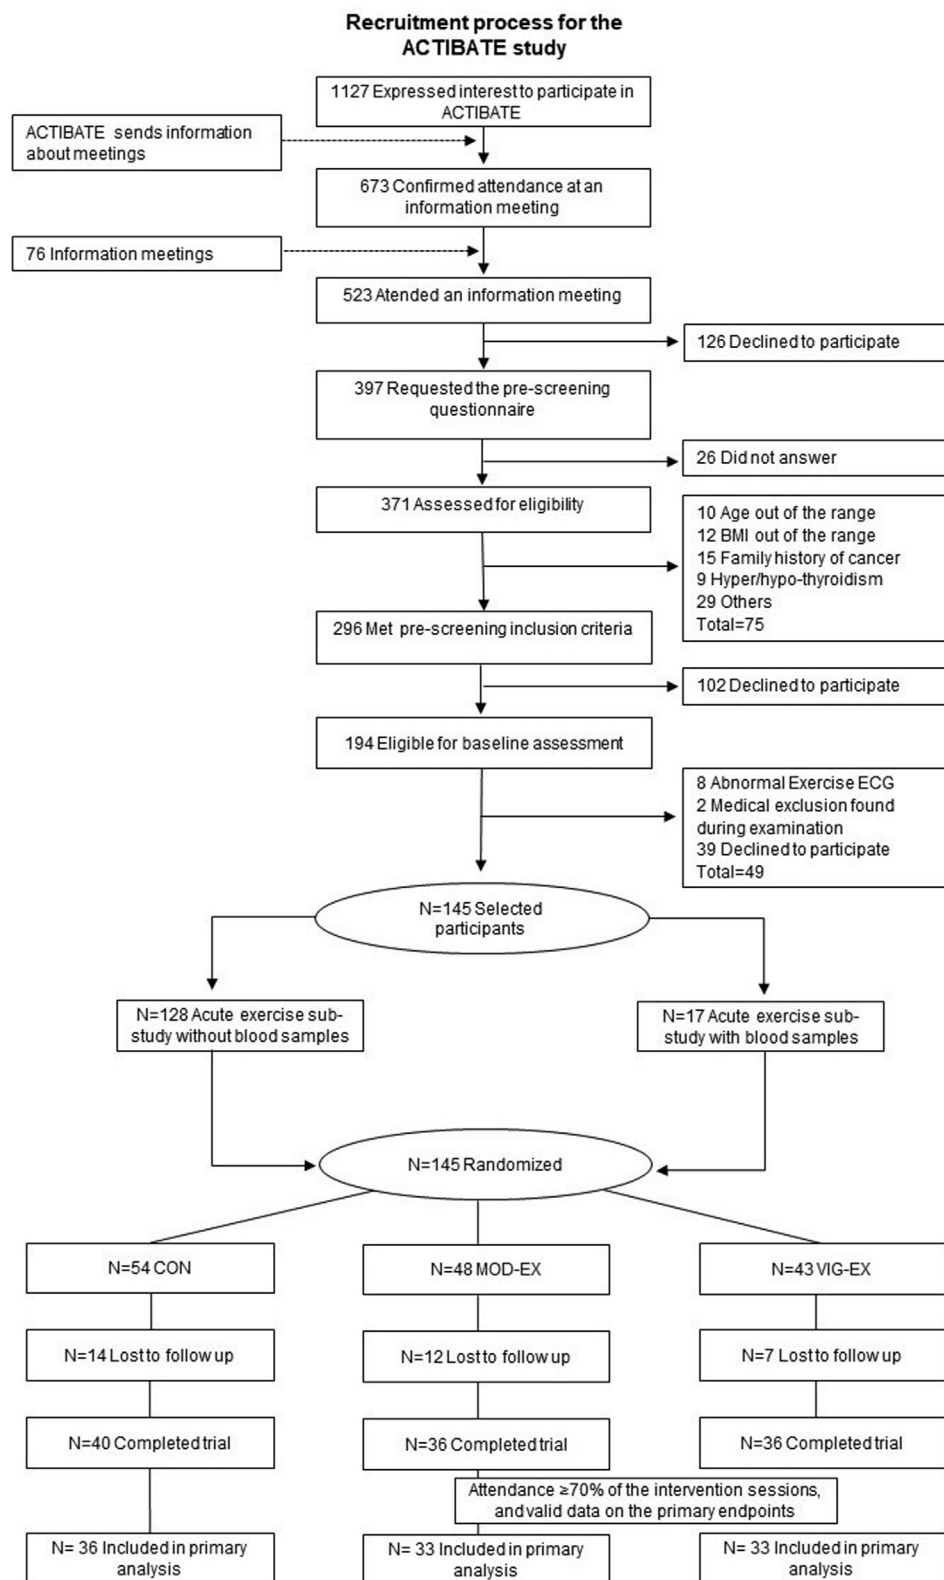 Recruitment process for the
ACTIBATE study
1127 Expressed interest to participate in
ACTIBATE
ACTIBATE sends information
about meetings
673 Confirmed attendance at an
information meeting
76 Information meetings
523 Atended an information meeting
126 Declined to participate
397 Requested the pre-screening
questionnaire
26 Did not answer
371 Assessed for eligibility
10 Age out of the range
12 BMI out of the range
15 Family history of cancer
9 Hyper/hypo-thyroidism
29 Others
Total=75
296 Met pre-screening inclusion criteria
102 Declined to participate
194 Eligible for baseline assessment
8 Abnormal Exercise ECG
2 Medical exclusion found
during examination
39 Declined to participate
Total=49
N=145 Selected
participants
N=128 Acute exercise sub-
study without blood samples
N=17 Acute exercise sub-
study with blood samples
N=145 Randomized
N=54 CON
N=48 MOD-EX
N=43 VIG-EX
N=14 Lost to follow up
N=12 Lost to follow up
N=7 Lost to follow up
N=40 Completed trial
N=36 Completed trial
N=36 Completed trial
Attendance ≥70% of the intervention sessions,
and valid data on the primary endpoints
N= 36 Included in primary
analysis
N= 33 Included in primary
analysis
N= 33 Included in primary
analysis